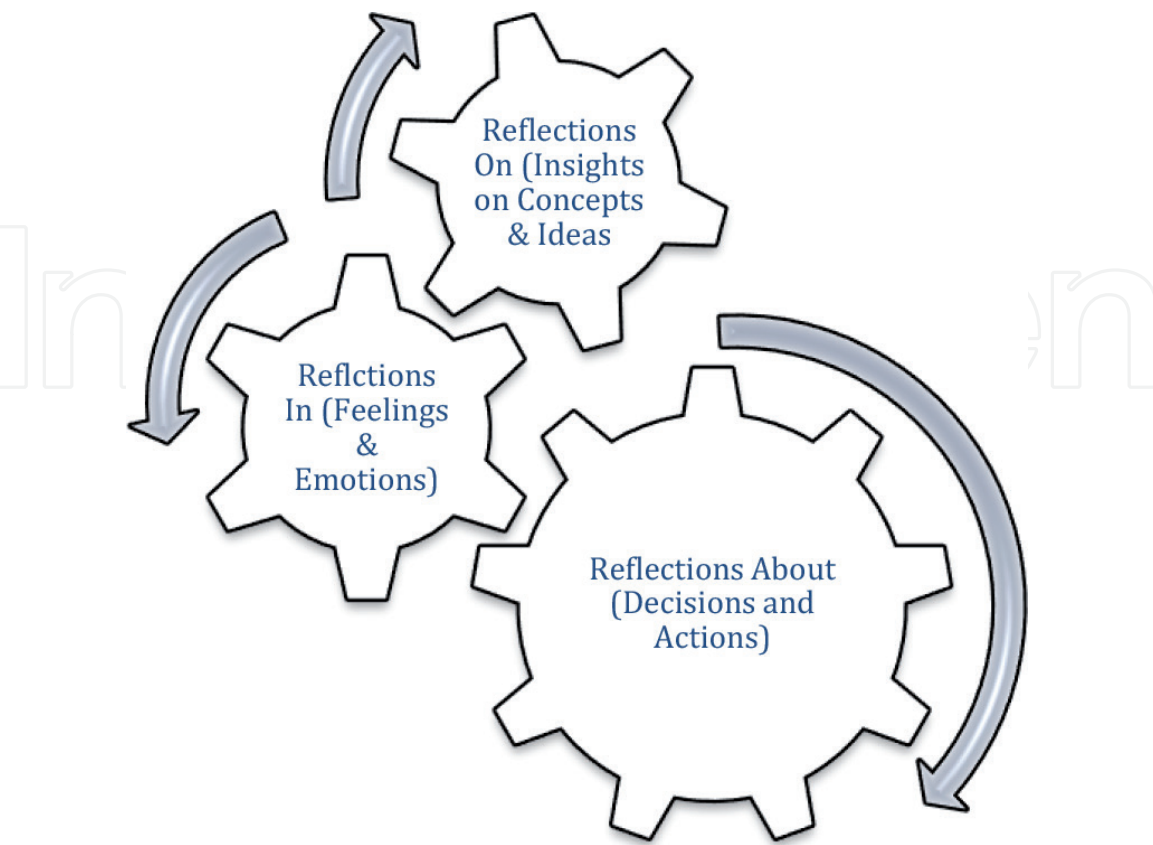 Reflections
On (Insights
on Concepts
& Ideas
Reflctions
In (Feelings
&
Emotions)
Reflections About
(Decisions and
Actions)